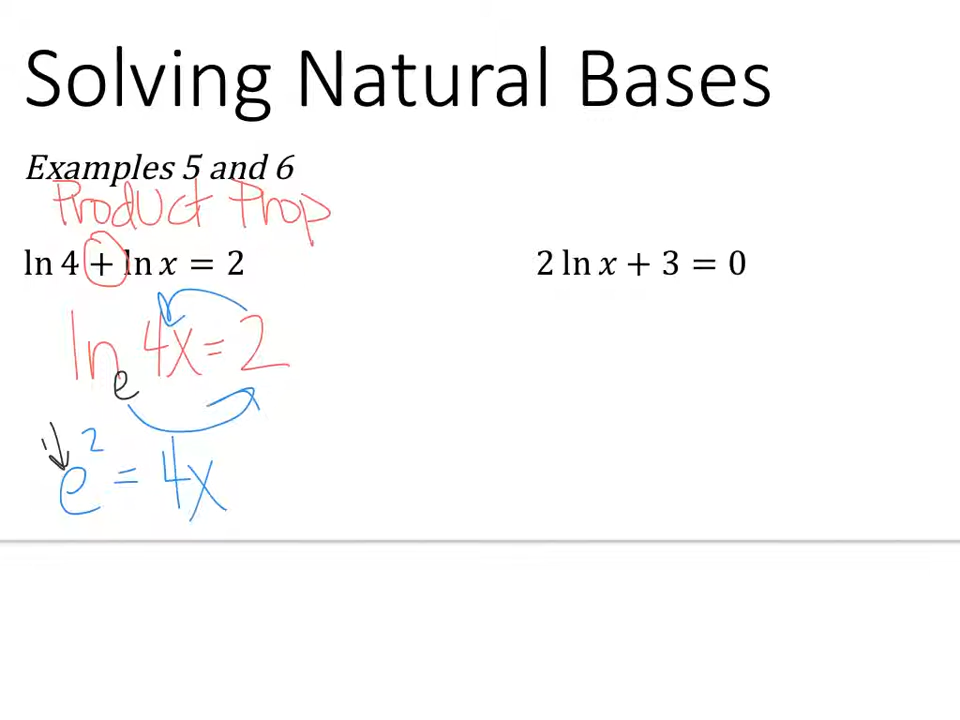 Solving Natural Bases
Examples 5 and 6
Product Prop
ln 4 + ln x = 2
2 ln x + 3 = 0
ln e 4x = 2
e² = 4x